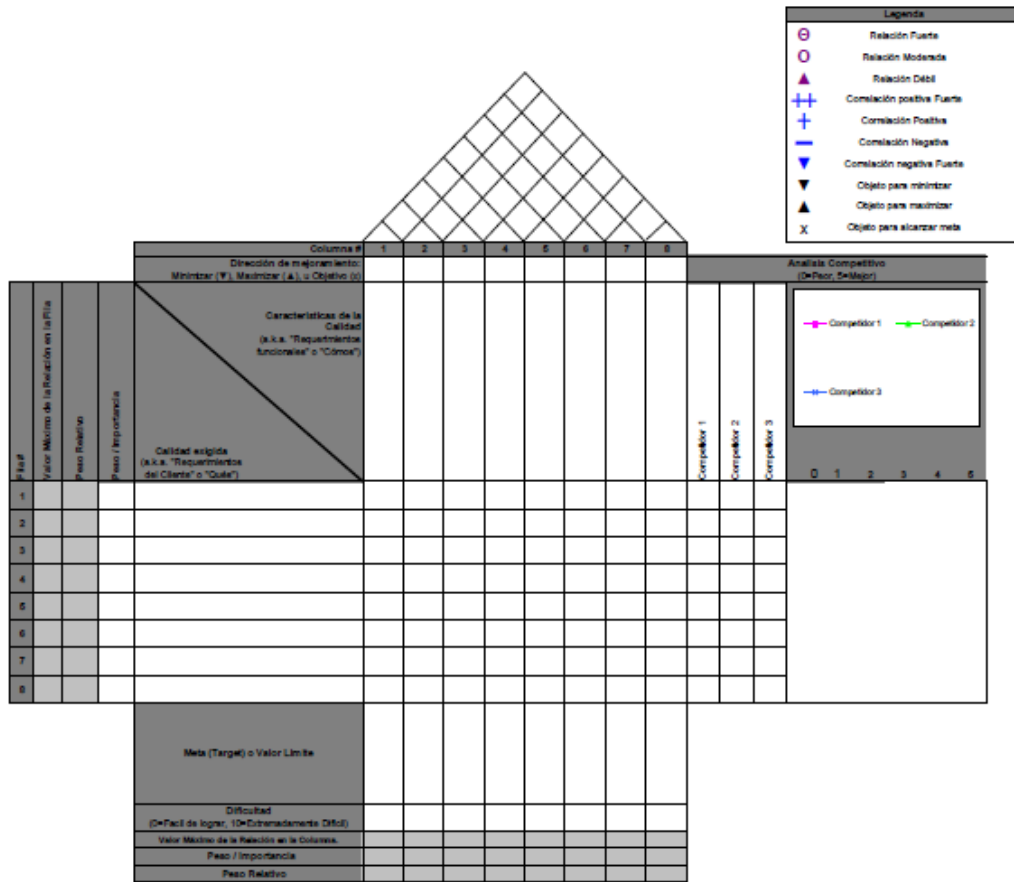 Legenda
Θ Relación Fuerte
Ο Relación Moderada
▲ Relación Débil
┼┼ Correlación positiva Fuerte
┼ Correlación Positiva
▬ Correlación Negativa
▼ Correlación negativa Fuerte
▼ Objeto para minimizar
▲ Objeto para maximizar
x Objeto para alcanzar meta
Columna # 1 2 3 4 5 6 7 8
Dirección de mejoramiento:
Minimizar (▼), Maximizar (▲), u Objetivo (x)
Analisis Competitivo
(0=Peor, 5=Mejor)
Fila #
Valor Máximo de la Relación en la Fila
Peso Relativo
Peso / Importancia
Características de la
Calidad
(a.k.a. "Requerimientos
funcionales" o "Cómos")
Calidad exigida
(a.k.a. "Requerimientos
del Cliente" o "Qués")
Competidor 1
Competidor 2
Competidor 3
Competidor 1 Competidor 2
Competidor 3
0 1 2 3 4 5
1
2
3
4
5
6
7
8
Meta (Target) o Valor Limite
Dificultad
(0=Facil de lograr, 10=Extremadamente Dificil)
Valor Máximo de la Relación en la Columna.
Peso / Importancia
Peso Relativo